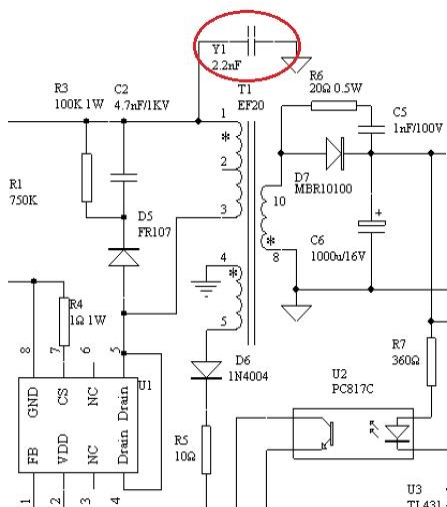 Y1
2.2nF
R3
100K 1W
C2
4.7nF/1KV
T1
EF20
R6
20Ω 0.5W
C5
1nF/100V
1
*
2
3
R1
750K
D5
FR107
D7
MBR10100
10
*
8
C6
+
1000u/16V
4
*
5
R4
1Ω 1W
D6
1N4004
R7
360Ω
U2
PC817C
8
7
6
5
U1
GND
CS
NC
Drain
FB
VDD
NC
Drain
1
2
3
4
R5
10Ω
U3
TL431